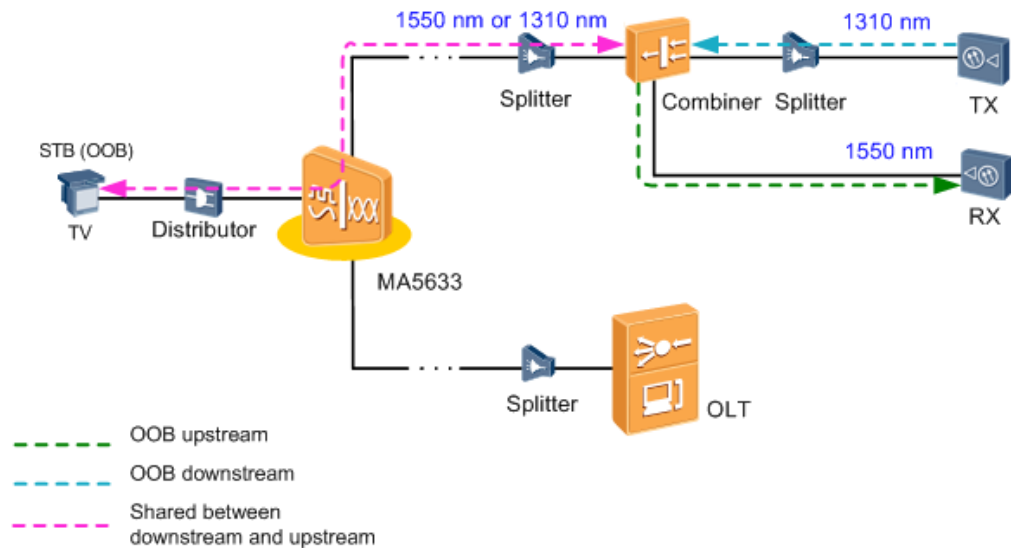 1550 nm or 1310 nm
1310 nm
Splitter
Combiner
Splitter
TX
STB (OOB)
1550 nm
TV
Distributor
RX
MA5633
Splitter
OLT
OOB upstream
OOB downstream
Shared between
downstream and upstream